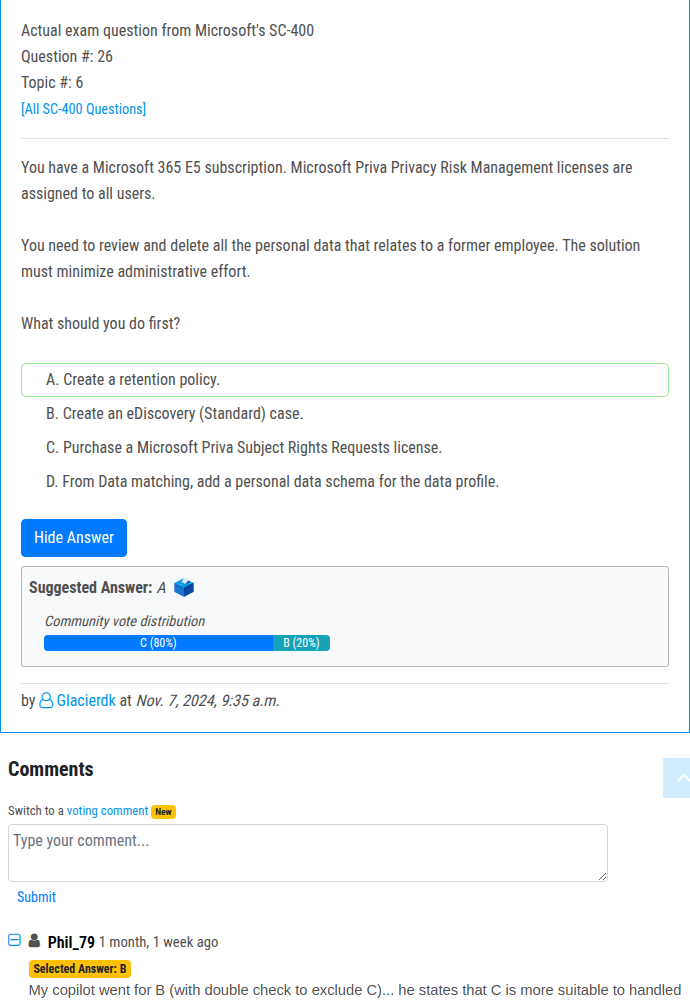 Actual exam question from Microsoft's SC-400
Question #: 26
Topic #: 6
[All SC-400 Questions]
You have a Microsoft 365 E5 subscription. Microsoft Priva Privacy Risk Management licenses are
assigned to all users.
You need to review and delete all the personal data that relates to a former employee. The solution
must minimize administrative effort.
What should you do first?
A. Create a retention policy.
B. Create an eDiscovery (Standard) case.
C. Purchase a Microsoft Priva Subject Rights Requests license.
D. From Data matching, add a personal data schema for the data profile.
Hide Answer
Suggested Answer: A
Community vote distribution
C (80%) B (20%)
by Glacierdk at Nov. 7, 2024, 9:35 a.m.
Comments
Switch to a voting comment New
Type your comment...
Submit
Phil_79 1 month, 1 week ago
Selected Answer: B
My copilot went for B (with double check to exclude C)... he states that C is more suitable to handled